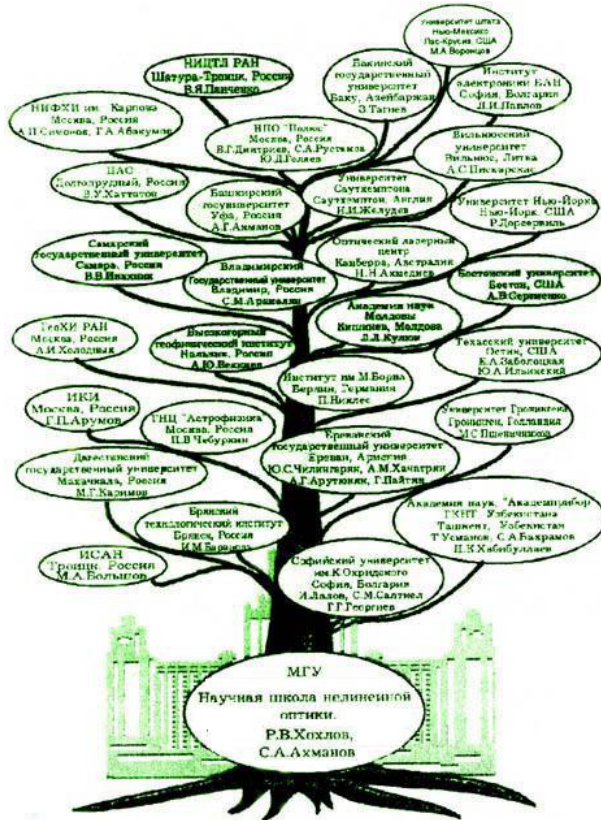 Университет штата
Нью-Мексико
Лас-Крусис, США
М.А.Воронцов
НИЦТЛ РАН
Шатура-Троицк, Россия
В.Я.Панченко
Бакинский
государственный
университет
Баку, Азейбаржан
З.Тагиев
Институт
электроники БАН
София, Болгария
Л.И.Павлов
НИФХИ им. Карпова
Москва, Россия
А.П.Симонов, Г.А.Абакумов
НПО "Полюс"
Москва, Россия
В.Г.Дмитриев, С.А.Рустамов
Ю.Д.Голяев
Вильнюсский
университет
Вильнюс, Литва
А.С.Пискарскас
ЦАС
Долгопрудный, Россия
В.У.Хаттатов
Башкирский
госуниверситет
Уфа, Россия
А.Г.Ахманов
Университет
Саутхемптона
Саутхемптон, Англия
Н.И.Желудев
Университет Нью-Йорка
Нью-Йорк, США
Р.Дорсервиль
Самарский
государственный университет
Самара, Россия
В.В.Ивахник
Владимирский
Государственный университет
Владимир, Россия
С.М.Аракелян
Оптический лазерный
центр
Канберра, Австралия
Н.Н.Ахмедиев
Бостонский университет
Бостон, США
А.В.Сергиенко
Академия наук
Молдовы
Кишинев, Молдова
Л.Л.Кулюк
ГеоХИ РАН
Москва, Россия
А.И.Холодных
Высокогорный
геофизический институт
Нальчик, Россия
Техасский университет
Остин, США
Е.А.Заболоцкая
Ю.А.Ильинский
Институт им М.Борна
Берлин, Германия
П.Никлес
ИКИ
Москва, Россия
Г.П.Арумов
ГНЦ "Астрофизика"
Москва, Россия
П.В.Чебуркин
Университет Гронингена
Гронинген, Голландия
М.С.Пшеничников
Ереванский
государственный университет
Ереван, Армения
Ю.С.Чилингарян, А.М.Хачатрян
А.Г.Арутюнян, Г.Пайтян
Дагестанский
государственный университет
Махачкала, Россия
М.Г.Каримов
Брянский
технологический институт
Брянск, Россия
Академия наук, "Академприбор"
ГКНТ Узбекистана
Ташкент, Узбекистан
Т.Усманов, С.А.Бахрамов
П.К.Хабибуллаев
ИСАН
Троицк, Россия
М.А.Большов
Софийский университет
им.К.Охридского
София, Болгария
И.Лалов, С.М.Салтиел
Г.Г.Георгиев
МГУ
Научная школа нелинейной
оптики.
Р.В.Хохлов,
С.А.Ахманов